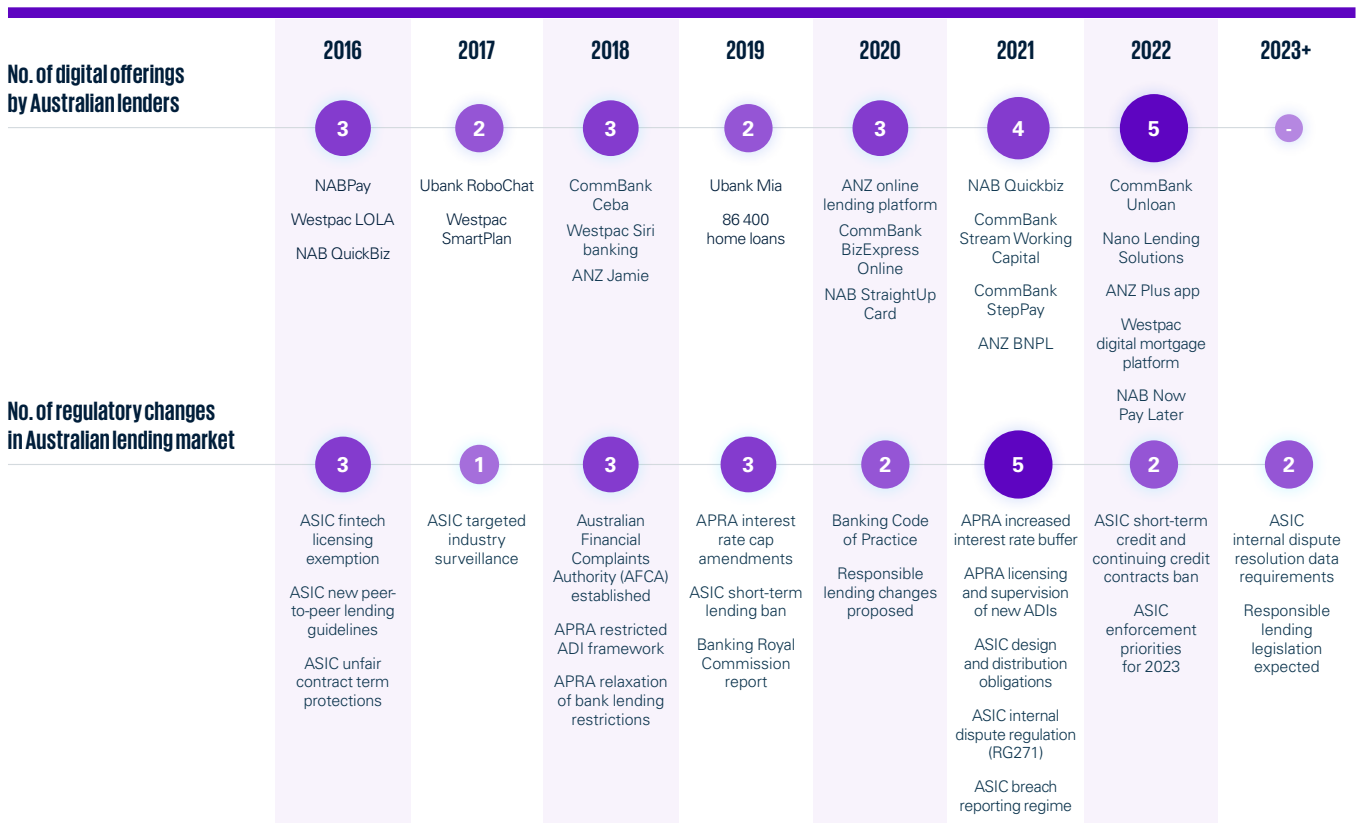 2016
2017
2018
2019
2020
2021
2022
2023+
No. of digital offerings
by Australian lenders
3
2
3
2
3
4
5
-
NABPay
Westpac LOLA
NAB QuickBiz
Ubank RoboChat
Westpac
SmartPlan
CommBank
Ceba
Westpac Siri
banking
ANZ Jamie
Ubank Mia
86 400
home loans
ANZ online
lending platform
CommBank
BizExpress
Online
NAB StraightUp
Card
NAB Quickbiz
CommBank
Stream Working
Capital
CommBank
StepPay
ANZ BNPL
CommBank
Unloan
Nano Lending
Solutions
ANZ Plus app
Westpac
digital mortgage
platform
NAB Now
Pay Later
No. of regulatory changes
in Australian lending market
3
1
3
3
2
5
2
2
ASIC fintech
licensing
exemption
ASIC new peer-
to-peer lending
guidelines
ASIC unfair
contract term
protections
ASIC targeted
industry
surveillance
Australian
Financial
Complaints
Authority (AFCA)
established
APRA restricted
ADI framework
APRA relaxation
of bank lending
restrictions
APRA interest
rate cap
amendments
ASIC short-term
lending ban
Banking Royal
Commission
report
Banking Code
of Practice
Responsible
lending changes
proposed
APRA increased
interest rate buffer
APRA licensing
and supervision
of new ADIs
ASIC design
and distribution
obligations
ASIC internal
dispute regulation
(RG271)
ASIC breach
reporting regime
ASIC short-term
credit and
continuing credit
contracts ban
ASIC
enforcement
priorities
for 2023
ASIC
internal dispute
resolution data
requirements
Responsible
lending
legislation
expected